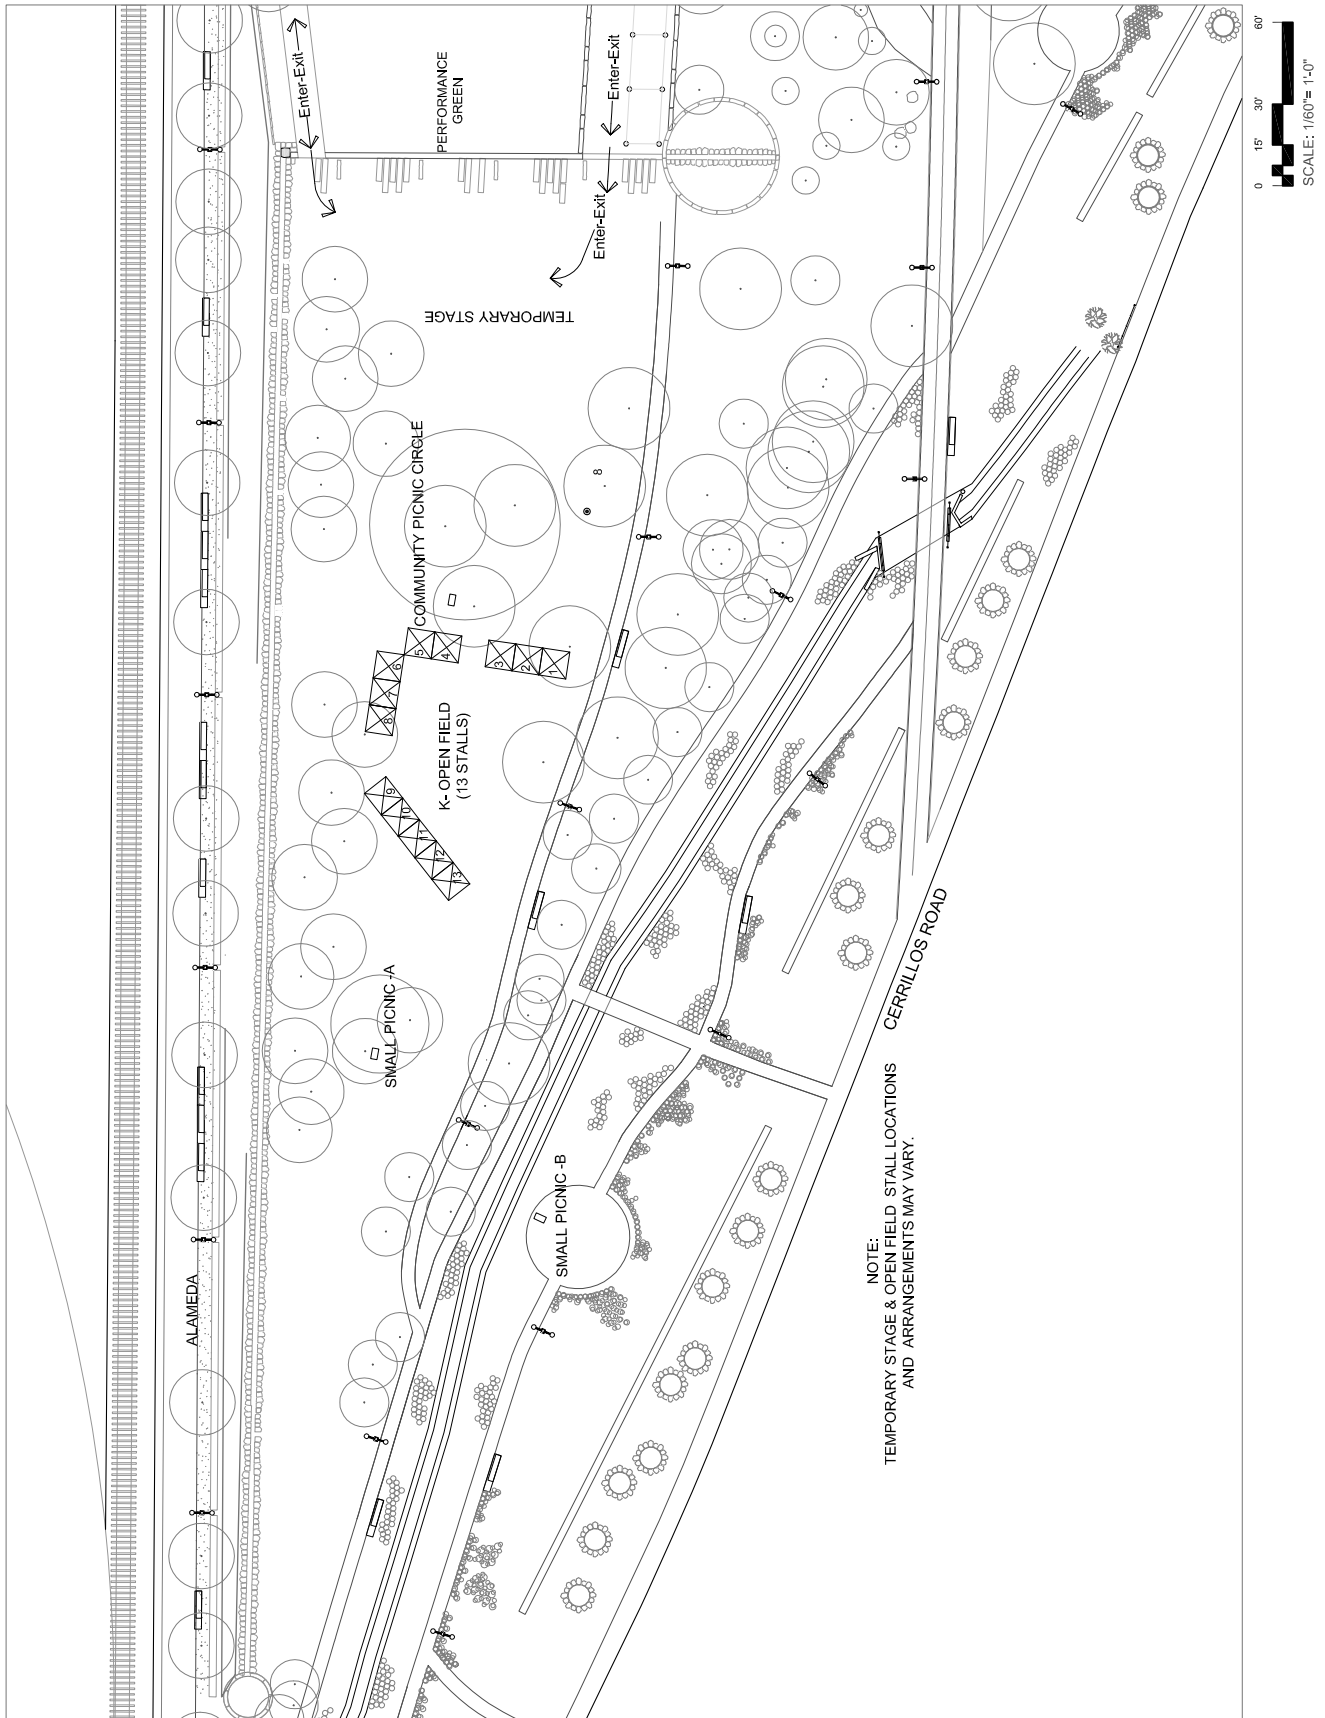 Enter-Exit
PERFORMANCE
GREEN
Enter-Exit
Enter-Exit
TEMPORARY STAGE
COMMUNITY PICNIC CIRCLE
8
5
4
3
2
1
6
7
8
K- OPEN FIELD
(13 STALLS)
9
10
11
12
13
SMALL PICNIC -A
SMALL PICNIC -B
ALAMEDA
CERRILLOS ROAD
NOTE:
TEMPORARY STAGE & OPEN FIELD STALL LOCATIONS
AND ARRANGEMENTS MAY VARY.
0 15' 30' 60'
SCALE: 1/60"= 1'-0"